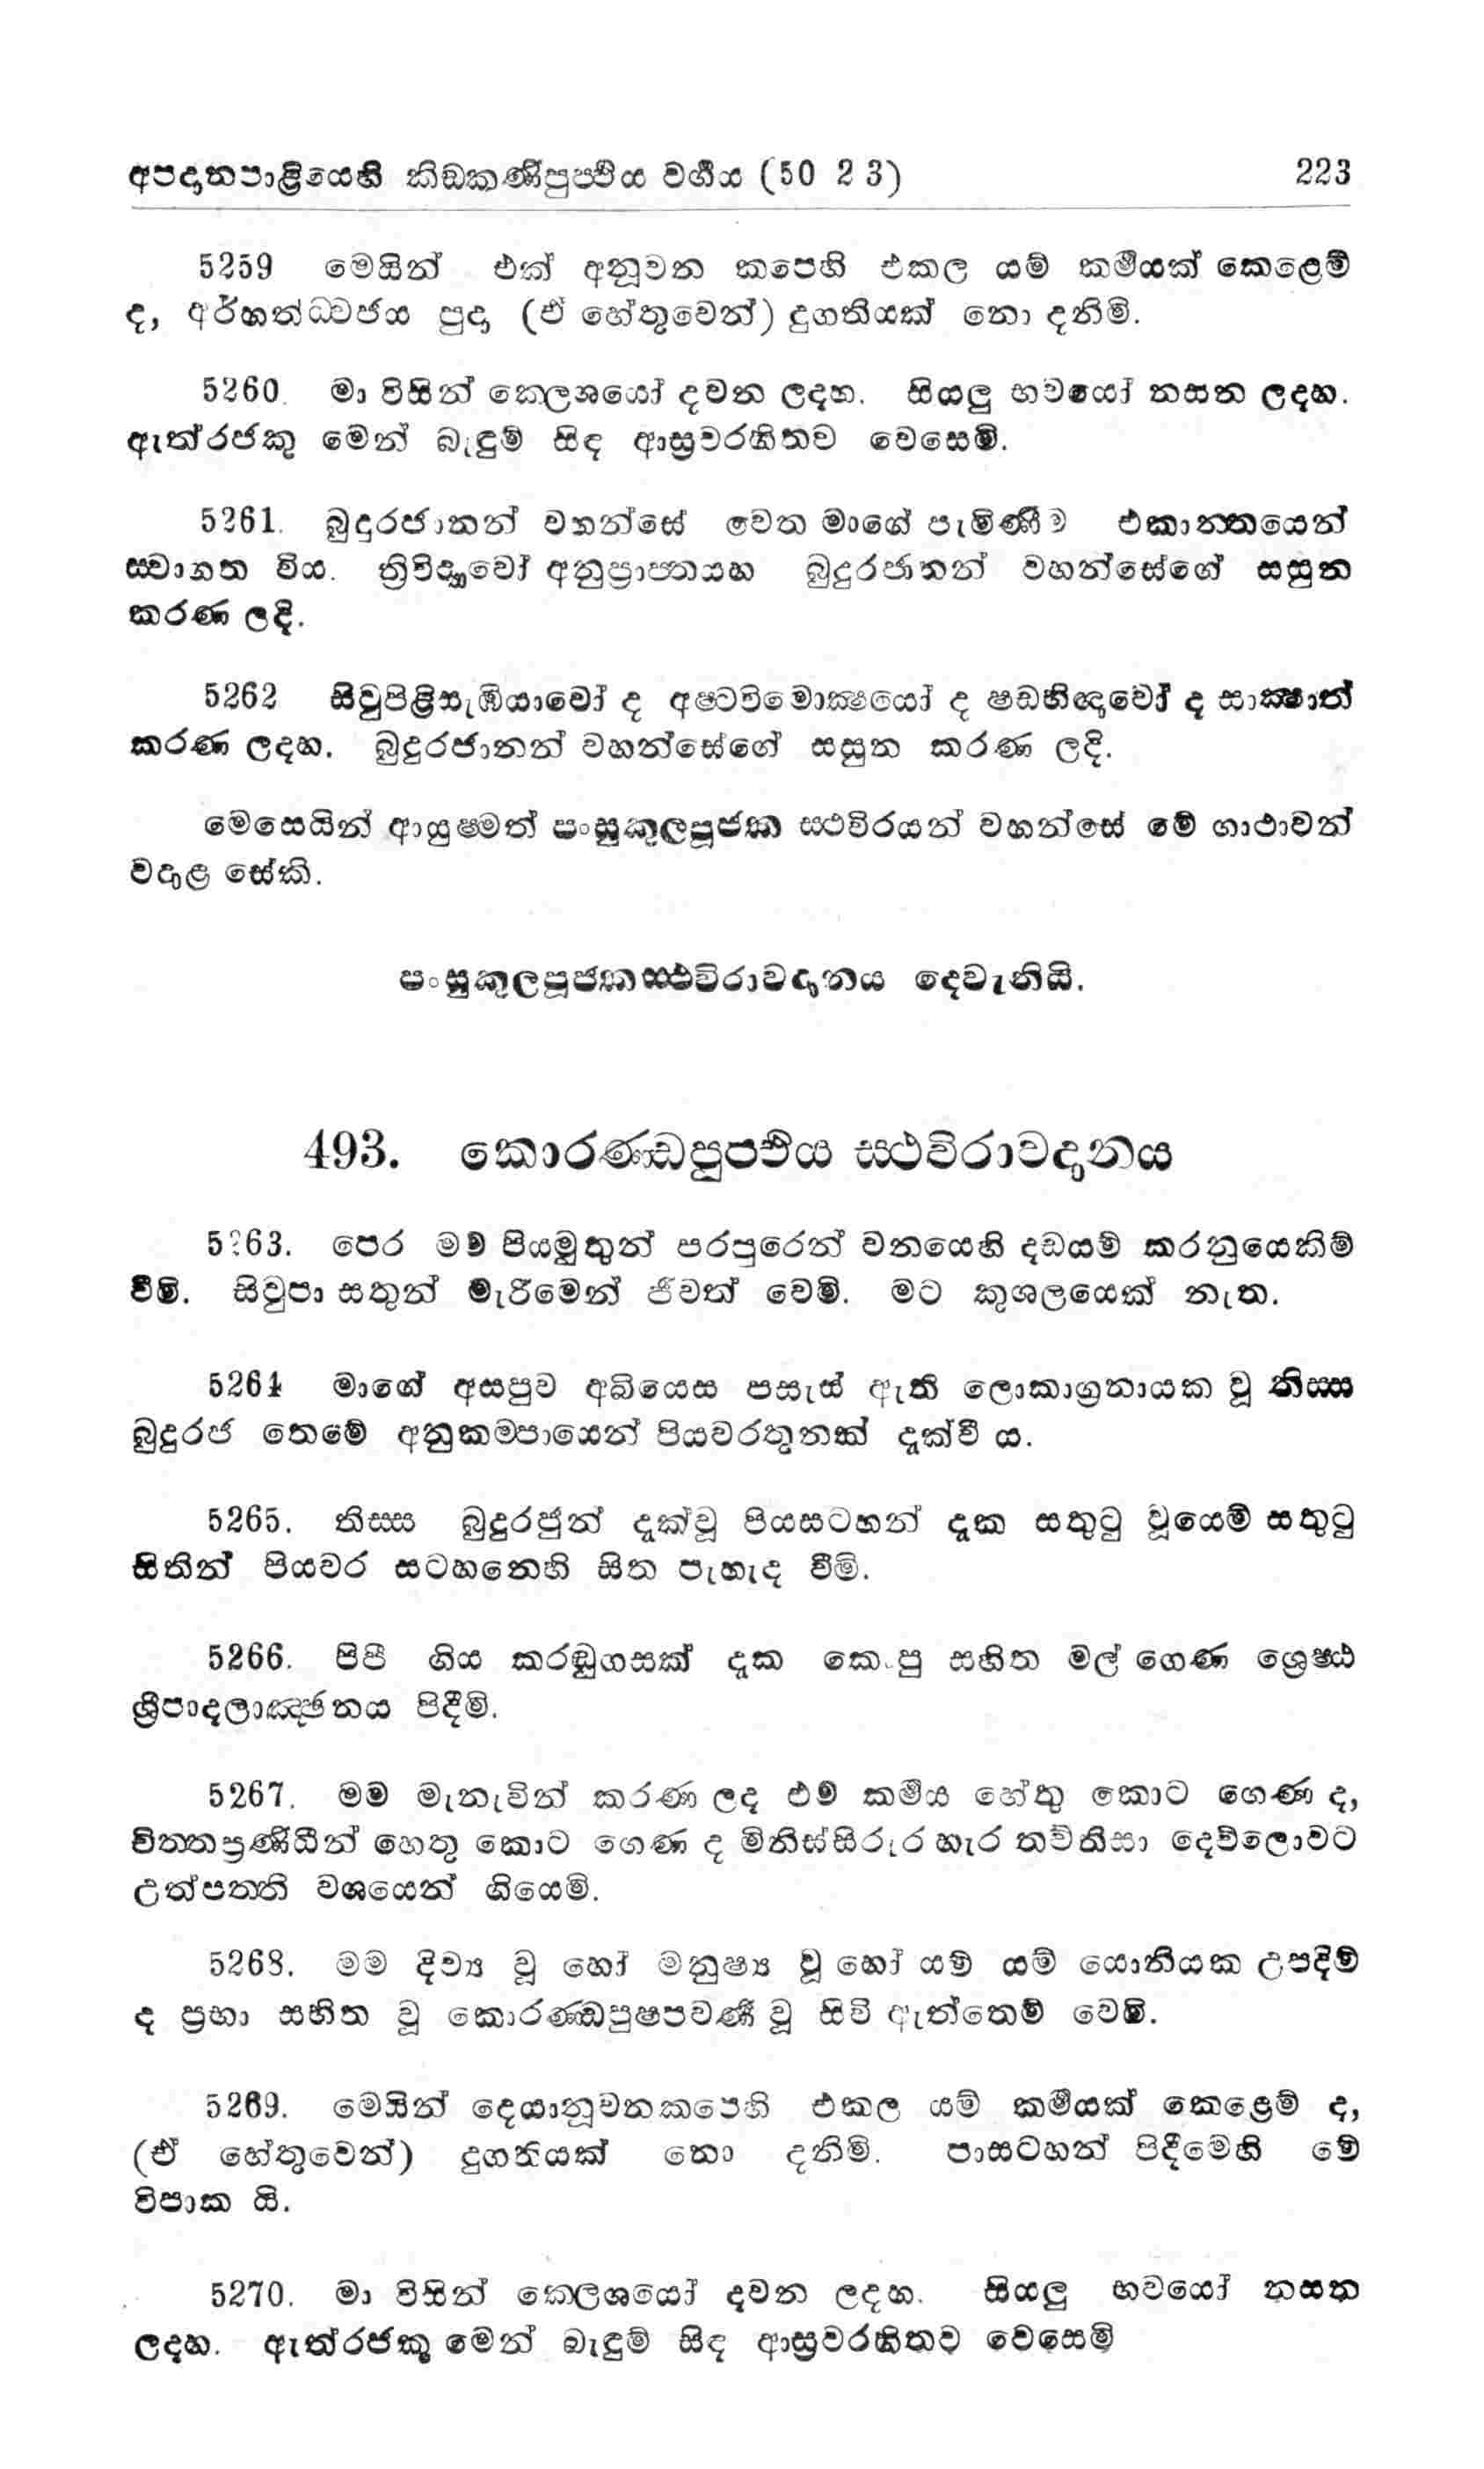 අපදානපාළියෙහි කිඞ්කණිපුප්ඵිය වර්ගය (50 2 3) 223
5259 මෙයින් එක් අනූවන කපෙහි එකල යම් කර්මයක් කෙළෙම්
ද, අර්හත්ධ්වජය පුදා (ඒ හේතුවෙන්) දුගතියක් නො දනිමි.
5260. මා විසින් කෙලශයෝ දවන ලදහ. සියලු භවයෝ නසන ලදහ.
ඇත්රජකු මෙන් බැඳුම් සිඳ ආස්‍රවරහිතව වෙසෙමි.
5261. බුදුරජානන් වහන්සේ වෙත මාගේ පැමිණීම එකාන්තයෙන්
ස්වාගත විය. ත්‍රිවිද්‍යාවෝ අනුප්‍රාප්තයහ බුදුරජානන් වහන්සේගේ සසුන
කරණ ලදි.
5262 සිවුපිළිසැඹියාවෝ ද අෂ්ටවිමොක්‍ෂයෝ ද ෂඩභිඥාවෝ ද සාක්‍ෂාත්
කරණ ලදහ. බුදුරජානන් වහන්සේගේ සසුන කරණ ලදි.
මෙසෙයින් ආයුෂ්මත් පංසුකුලපූජක ස්ථවිරයන් වහන්සේ මේ ගාථාවන්
වදාළ සේකි.
පංසුකුලපූජකස්ථවිරාවදානය දෙවැනියි.
493. කොරණ්ඩපුප්ඵිය ස්ථවිරාවදානය
5263. පෙර මම පියමුතුන් පරපුරෙන් වනයෙහි දඩයම් කරනුයෙකිම්
වීමි. සිවුපා සතුන් මැරීමෙන් ජීවත් වෙමි. මට කුශලයෙක් නැත.
5264 මාගේ අසපුව අබියෙස පසැස් ඇති ලොකාග්‍රනායක වූ තිස්ස
බුදුරජ තෙමේ අනුකම්පායෙන් පියවරතුනක් දැක්වී ය.
5265. තිස්ස බුදුරජුන් දැක්වූ පියසටහන් දැක සතුටු වූයෙම් සතුටු
සිතින් පියවර සටහනෙහි සිත පැහැද වීමි.
5266. පිපී ගිය කරඬුගසක් දැක කොපු සහිත මල් ගෙණ ශ්‍රෙෂ්ඨ
ශ්‍රීපාදලාඤ්ඡනය පිදීමි.
5267. මම මැනැවින් කරණ ලද එම කර්මය හේතු කොට ගෙණ ද,
චිත්තප්‍රණිධීන් හෙතු කොට ගෙණ ද මිනිස්සිරුර හැර තව්තිසා දෙව්ලොවට
උත්පත්ති වශයෙන් ගියෙමි.
5268. මම දිව්‍ය වූ හෝ මනුෂ්‍ය වූ හෝ යම් යම් යොනියක උපදිම්
ද ප්‍රභා සහිත වූ කොරණ්ඩපුෂ්පවර්ණ වූ සිවි ඇත්තෙම් වෙමි.
5269. මෙයින් දෙයානූවනකපෙහි එකල යම් කර්මයක් කෙළෙම් ද,
(ඒ හේතුවෙන්) දුගතියක් නො දනිමි. පාසටහන් පිදීමෙහි මේ
විපාක යි.
5270. මා විසින් කෙලශයෝ දවන ලදහ. සියලු භවයෝ නසන
ලදහ. ඇත්රජකු මෙන් බැඳුම් සිඳ ආස්‍රවරහිතව වෙසෙමි